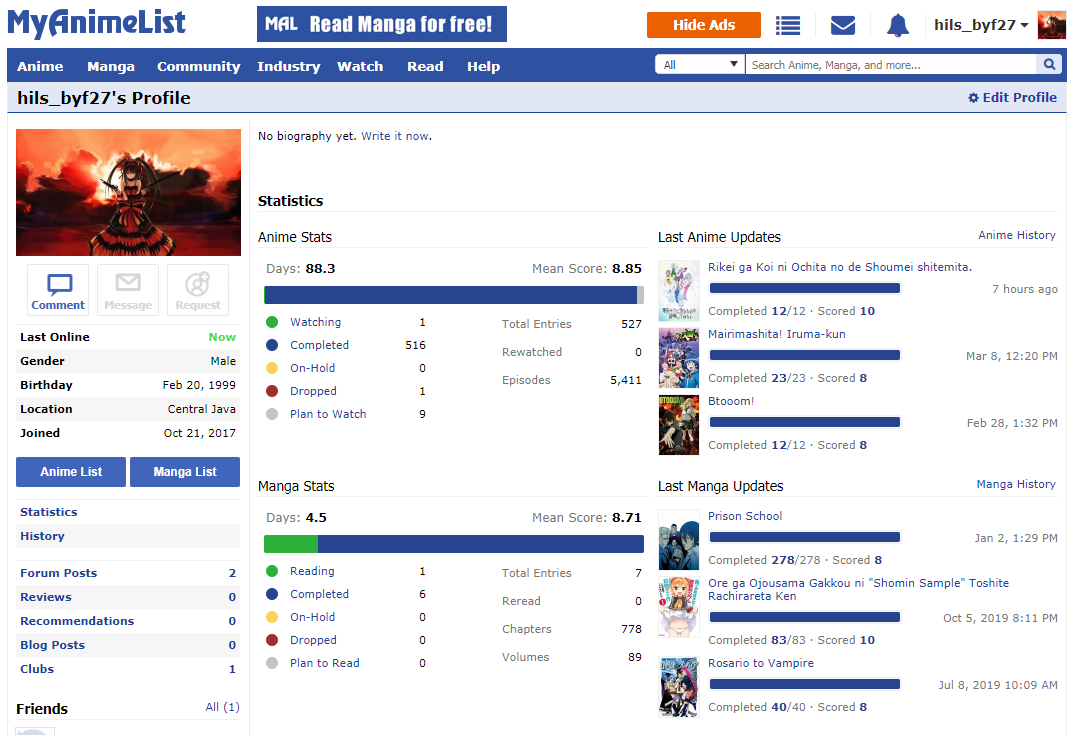 MyAnimeList
MAL Read Manga for free!
Hide Ads
hils_byf27
Anime Manga Community Industry Watch Read Help
All
Search Anime, Manga, and more...
hils_byf27's Profile
Edit Profile
Comment
Message
Request
Last Online Now
Gender Male
Birthday Feb 20, 1999
Location Central Java
Joined Oct 21, 2017
Anime List
Manga List
Statistics
History
Forum Posts 2
Reviews 0
Recommendations 0
Blog Posts 0
Clubs 1
Friends All (1)
No biography yet. Write it now.
Statistics
Anime Stats
Days: 88.3 Mean Score: 8.85
Watching 1
Completed 516
On-Hold 0
Dropped 1
Plan to Watch 9
Total Entries 527
Rewatched 0
Episodes 5,411
Last Anime Updates Anime History
Rikei ga Koi ni Ochita no de Shoumei shitemita.
7 hours ago
Completed 12/12 · Scored 10
Mairimashita! Iruma-kun
Mar 8, 12:20 PM
Completed 23/23 · Scored 8
BTOOOM!
Btooom!
Feb 28, 1:32 PM
Completed 12/12 · Scored 8
Manga Stats
Days: 4.5 Mean Score: 8.71
Reading 1
Completed 6
On-Hold 0
Dropped 0
Plan to Read 0
Total Entries 7
Reread 0
Chapters 778
Volumes 89
Last Manga Updates Manga History
Prison School
Jan 2, 1:29 PM
Completed 278/278 · Scored 8
Ore ga Ojousama Gakkou ni "Shomin Sample" Toshite
Rachirareta Ken
Oct 5, 2019 8:11 PM
Completed 83/83 · Scored 10
Rosario to Vampire
Jul 8, 2019 10:09 AM
Completed 40/40 · Scored 8